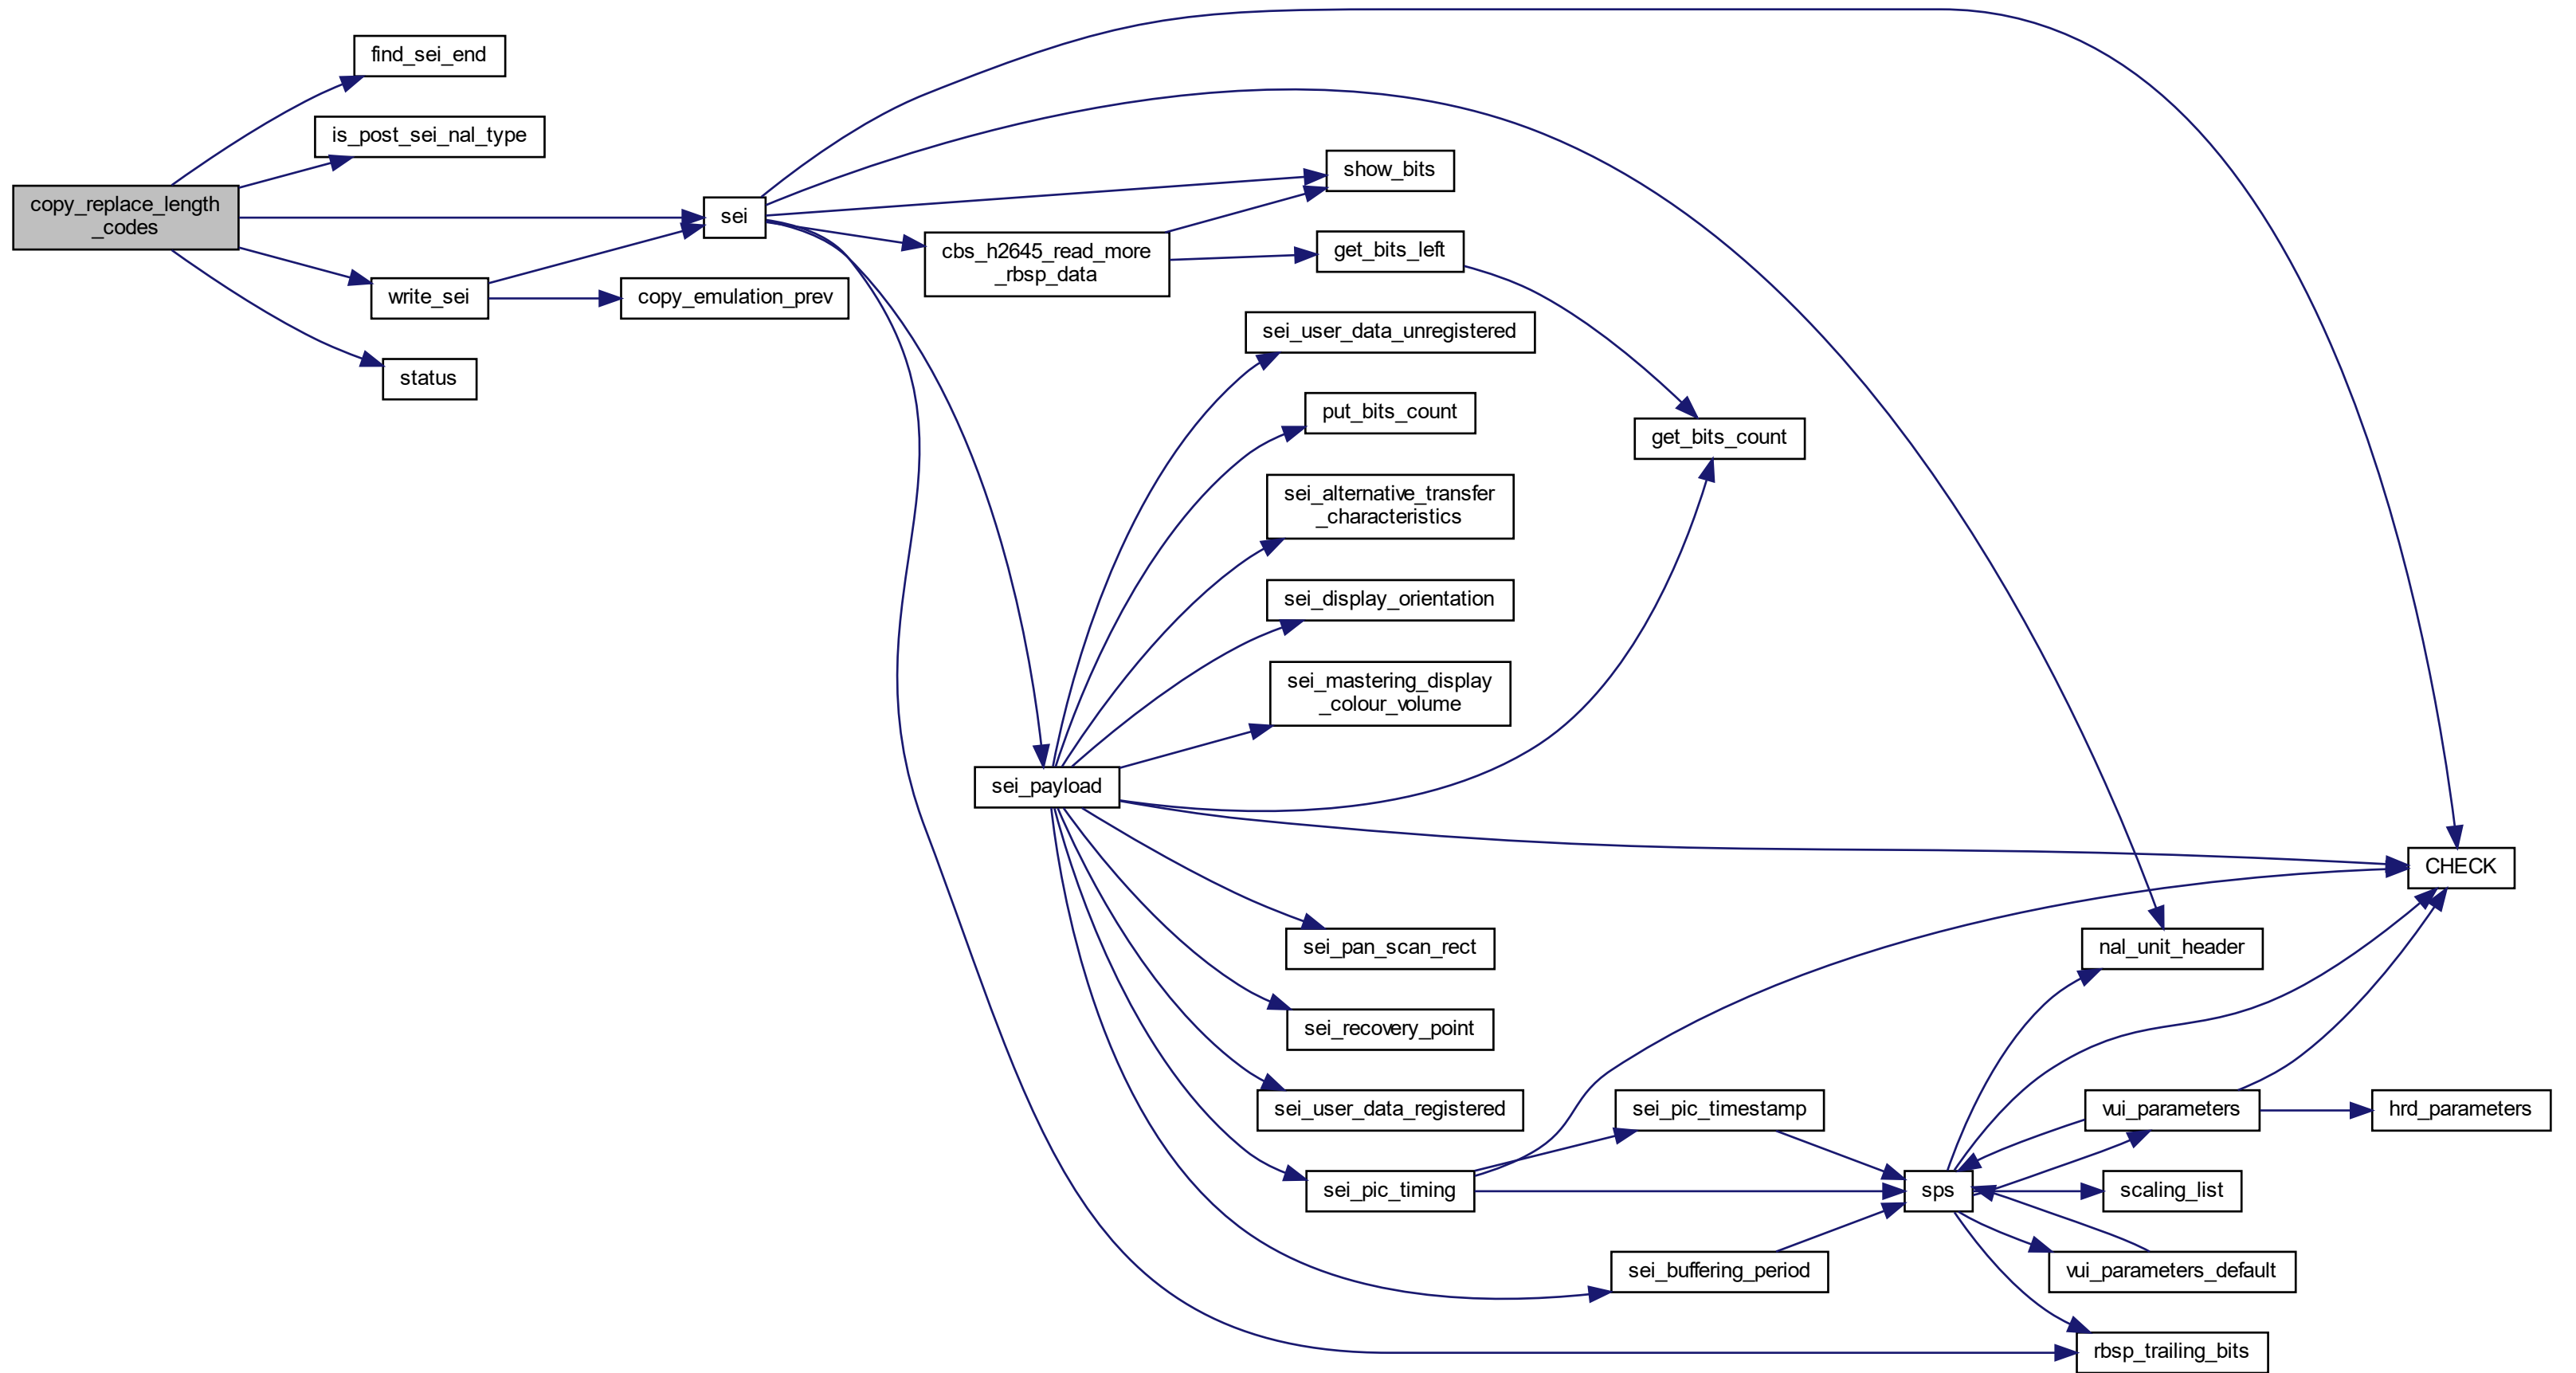 find_sei_end
is_post_sei_nal_type
copy_replace_length
_codes
sei
write_sei
copy_emulation_prev
status
show_bits
cbs_h2645_read_more
_rbsp_data
get_bits_left
sei_user_data_unregistered
put_bits_count
get_bits_count
sei_alternative_transfer
_characteristics
sei_display_orientation
sei_mastering_display
_colour_volume
sei_payload
CHECK
sei_pan_scan_rect
nal_unit_header
sei_recovery_point
sei_user_data_registered
sei_pic_timestamp
vui_parameters
hrd_parameters
sei_pic_timing
sps
scaling_list
sei_buffering_period
vui_parameters_default
rbsp_trailing_bits